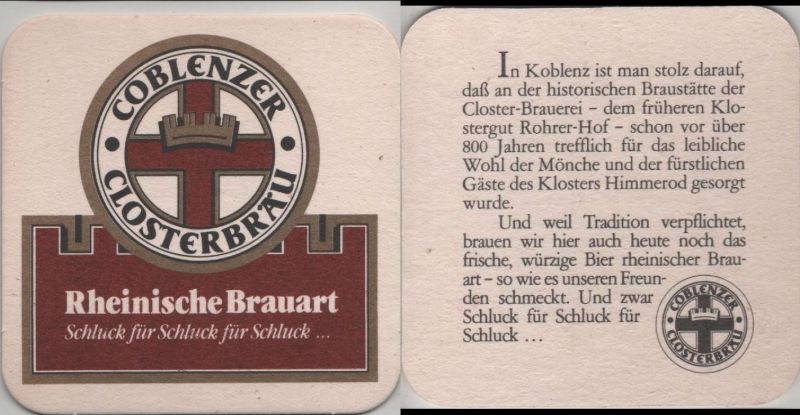 COBLENZER
CLOSTERBRÄU
Rheinische Brauart
Schluck für Schluck für Schluck ...
In Koblenz ist man stolz darauf,
daß an der historischen Braustätte der
Closter-Brauerei – dem früheren Klo-
stergut Rohrer-Hof – schon vor über
800 Jahren trefflich für das leibliche
Wohl der Mönche und der fürstlichen
Gäste des Klosters Himmerod gesorgt
wurde.
Und weil Tradition verpflichtet,
brauen wir hier auch heute noch das
frische, würzige Bier rheinischer Brau-
art – so wie es unseren Freun-
den schmeckt. Und zwar
Schluck für Schluck für
Schluck ...
COBLENZER
CLOSTERBRÄU